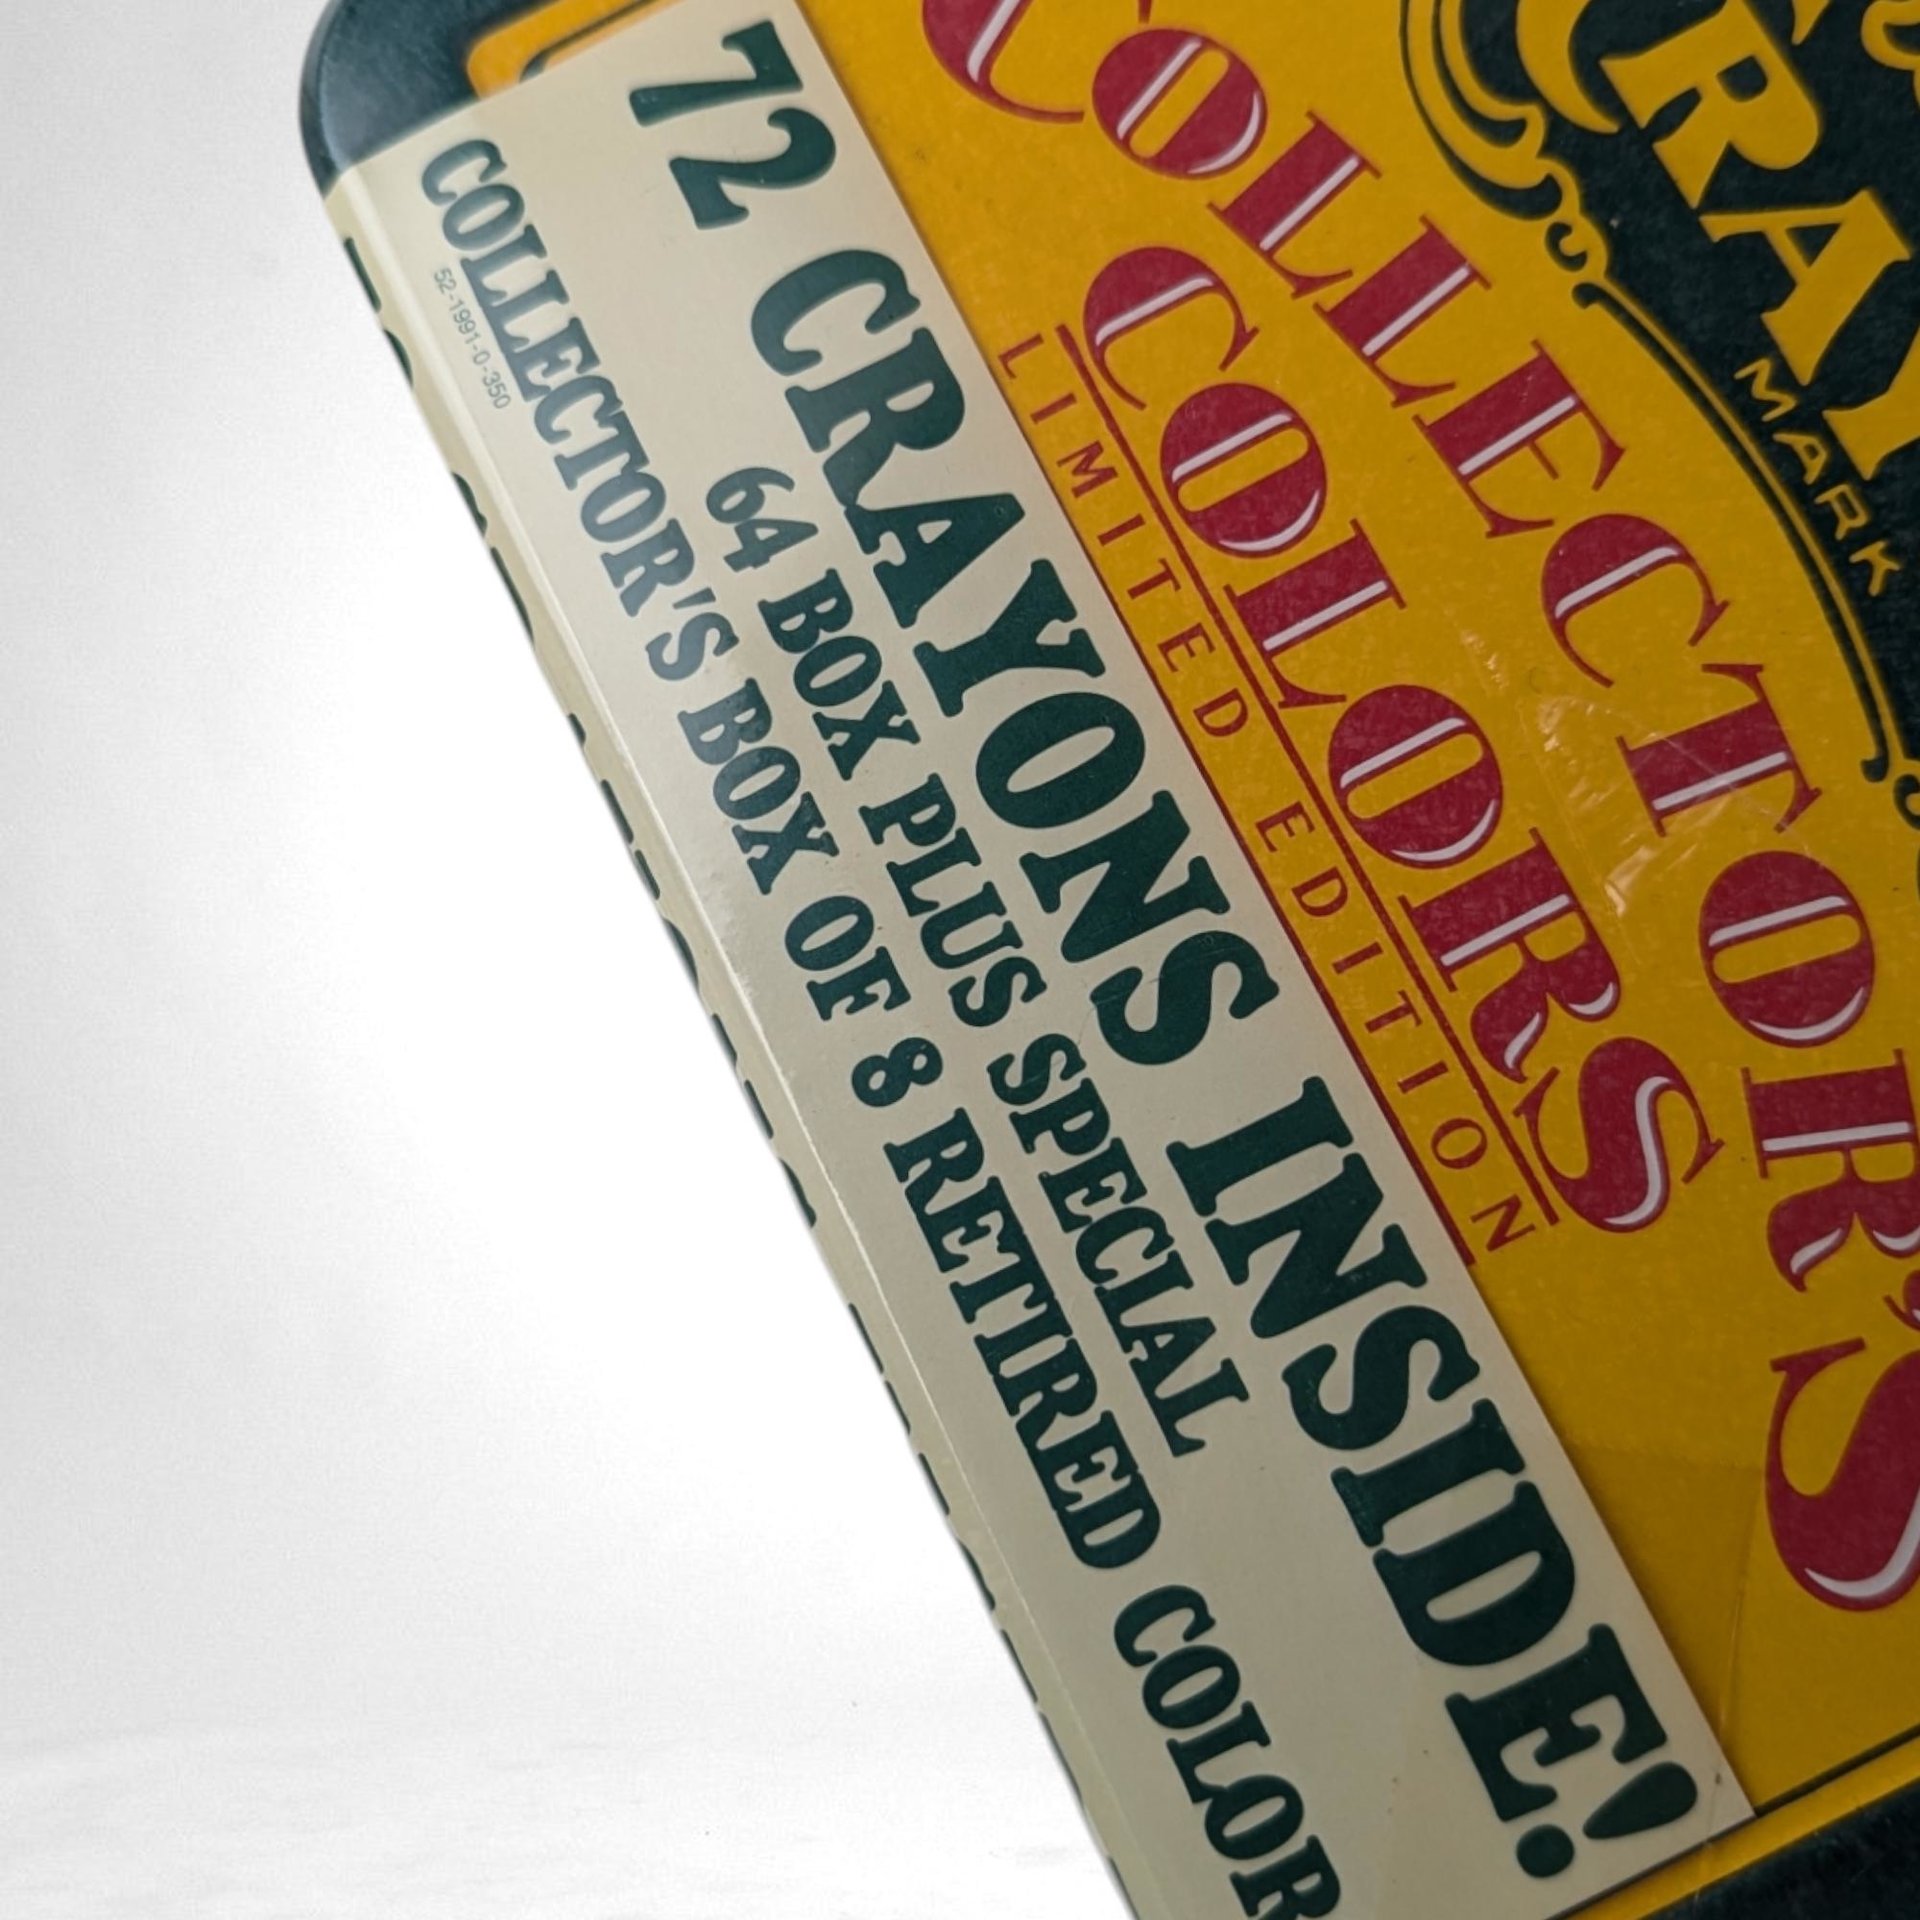 CRAY
MARK
COLLECTOR'S
COLORS
LIMITED EDITION
72 CRAYONS INSIDE!
64 BOX PLUS SPECIAL
COLLECTOR'S BOX OF 8 RETIRED COLOR
52-1991-0-350